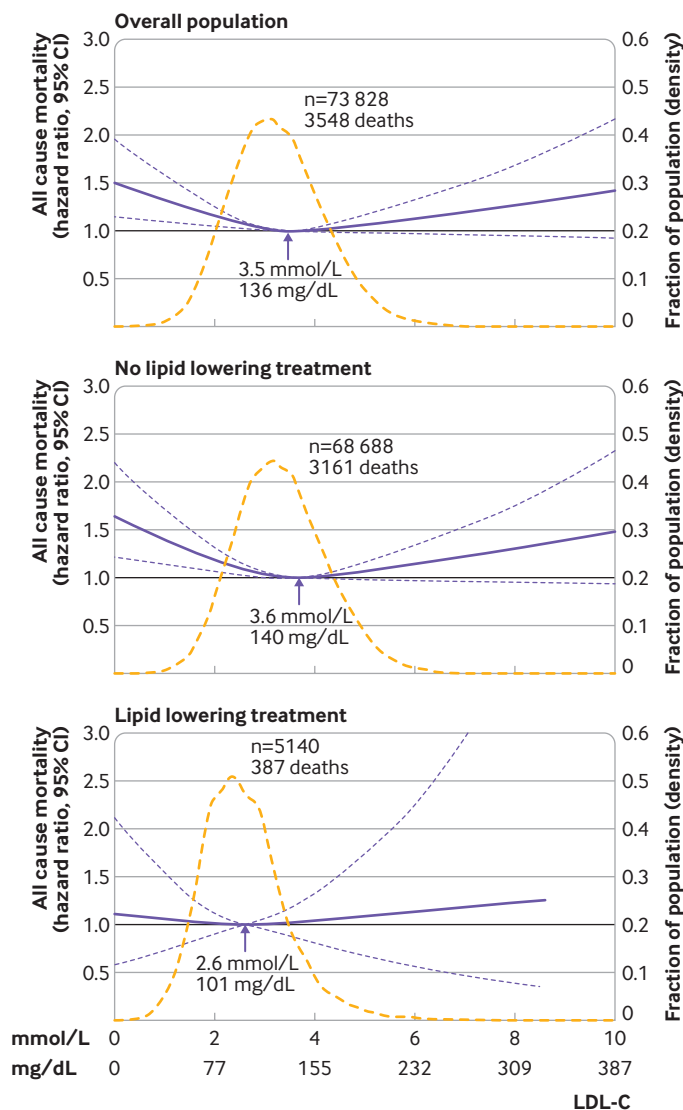 Overall population
All cause mortality
(hazard ratio, 95% CI)
3.0
2.5
2.0
1.5
1.0
0.5
n=73 828
3548 deaths
3.5 mmol/L
136 mg/dL
0.6
0.5
0.4
0.3
0.2
0.1
0
Fraction of population (density)
No lipid lowering treatment
All cause mortality
(hazard ratio, 95% CI)
3.0
2.5
2.0
1.5
1.0
0.5
n=68 688
3161 deaths
3.6 mmol/L
140 mg/dL
0.6
0.5
0.4
0.3
0.2
0.1
0
Fraction of population (density)
Lipid lowering treatment
All cause mortality
(hazard ratio, 95% CI)
3.0
2.5
2.0
1.5
1.0
0.5
n=5140
387 deaths
2.6 mmol/L
101 mg/dL
0.6
0.5
0.4
0.3
0.2
0.1
0
Fraction of population (density)
mmol/L 0 2 4 6 8 10
mg/dL 0 77 155 232 309 387
LDL-C